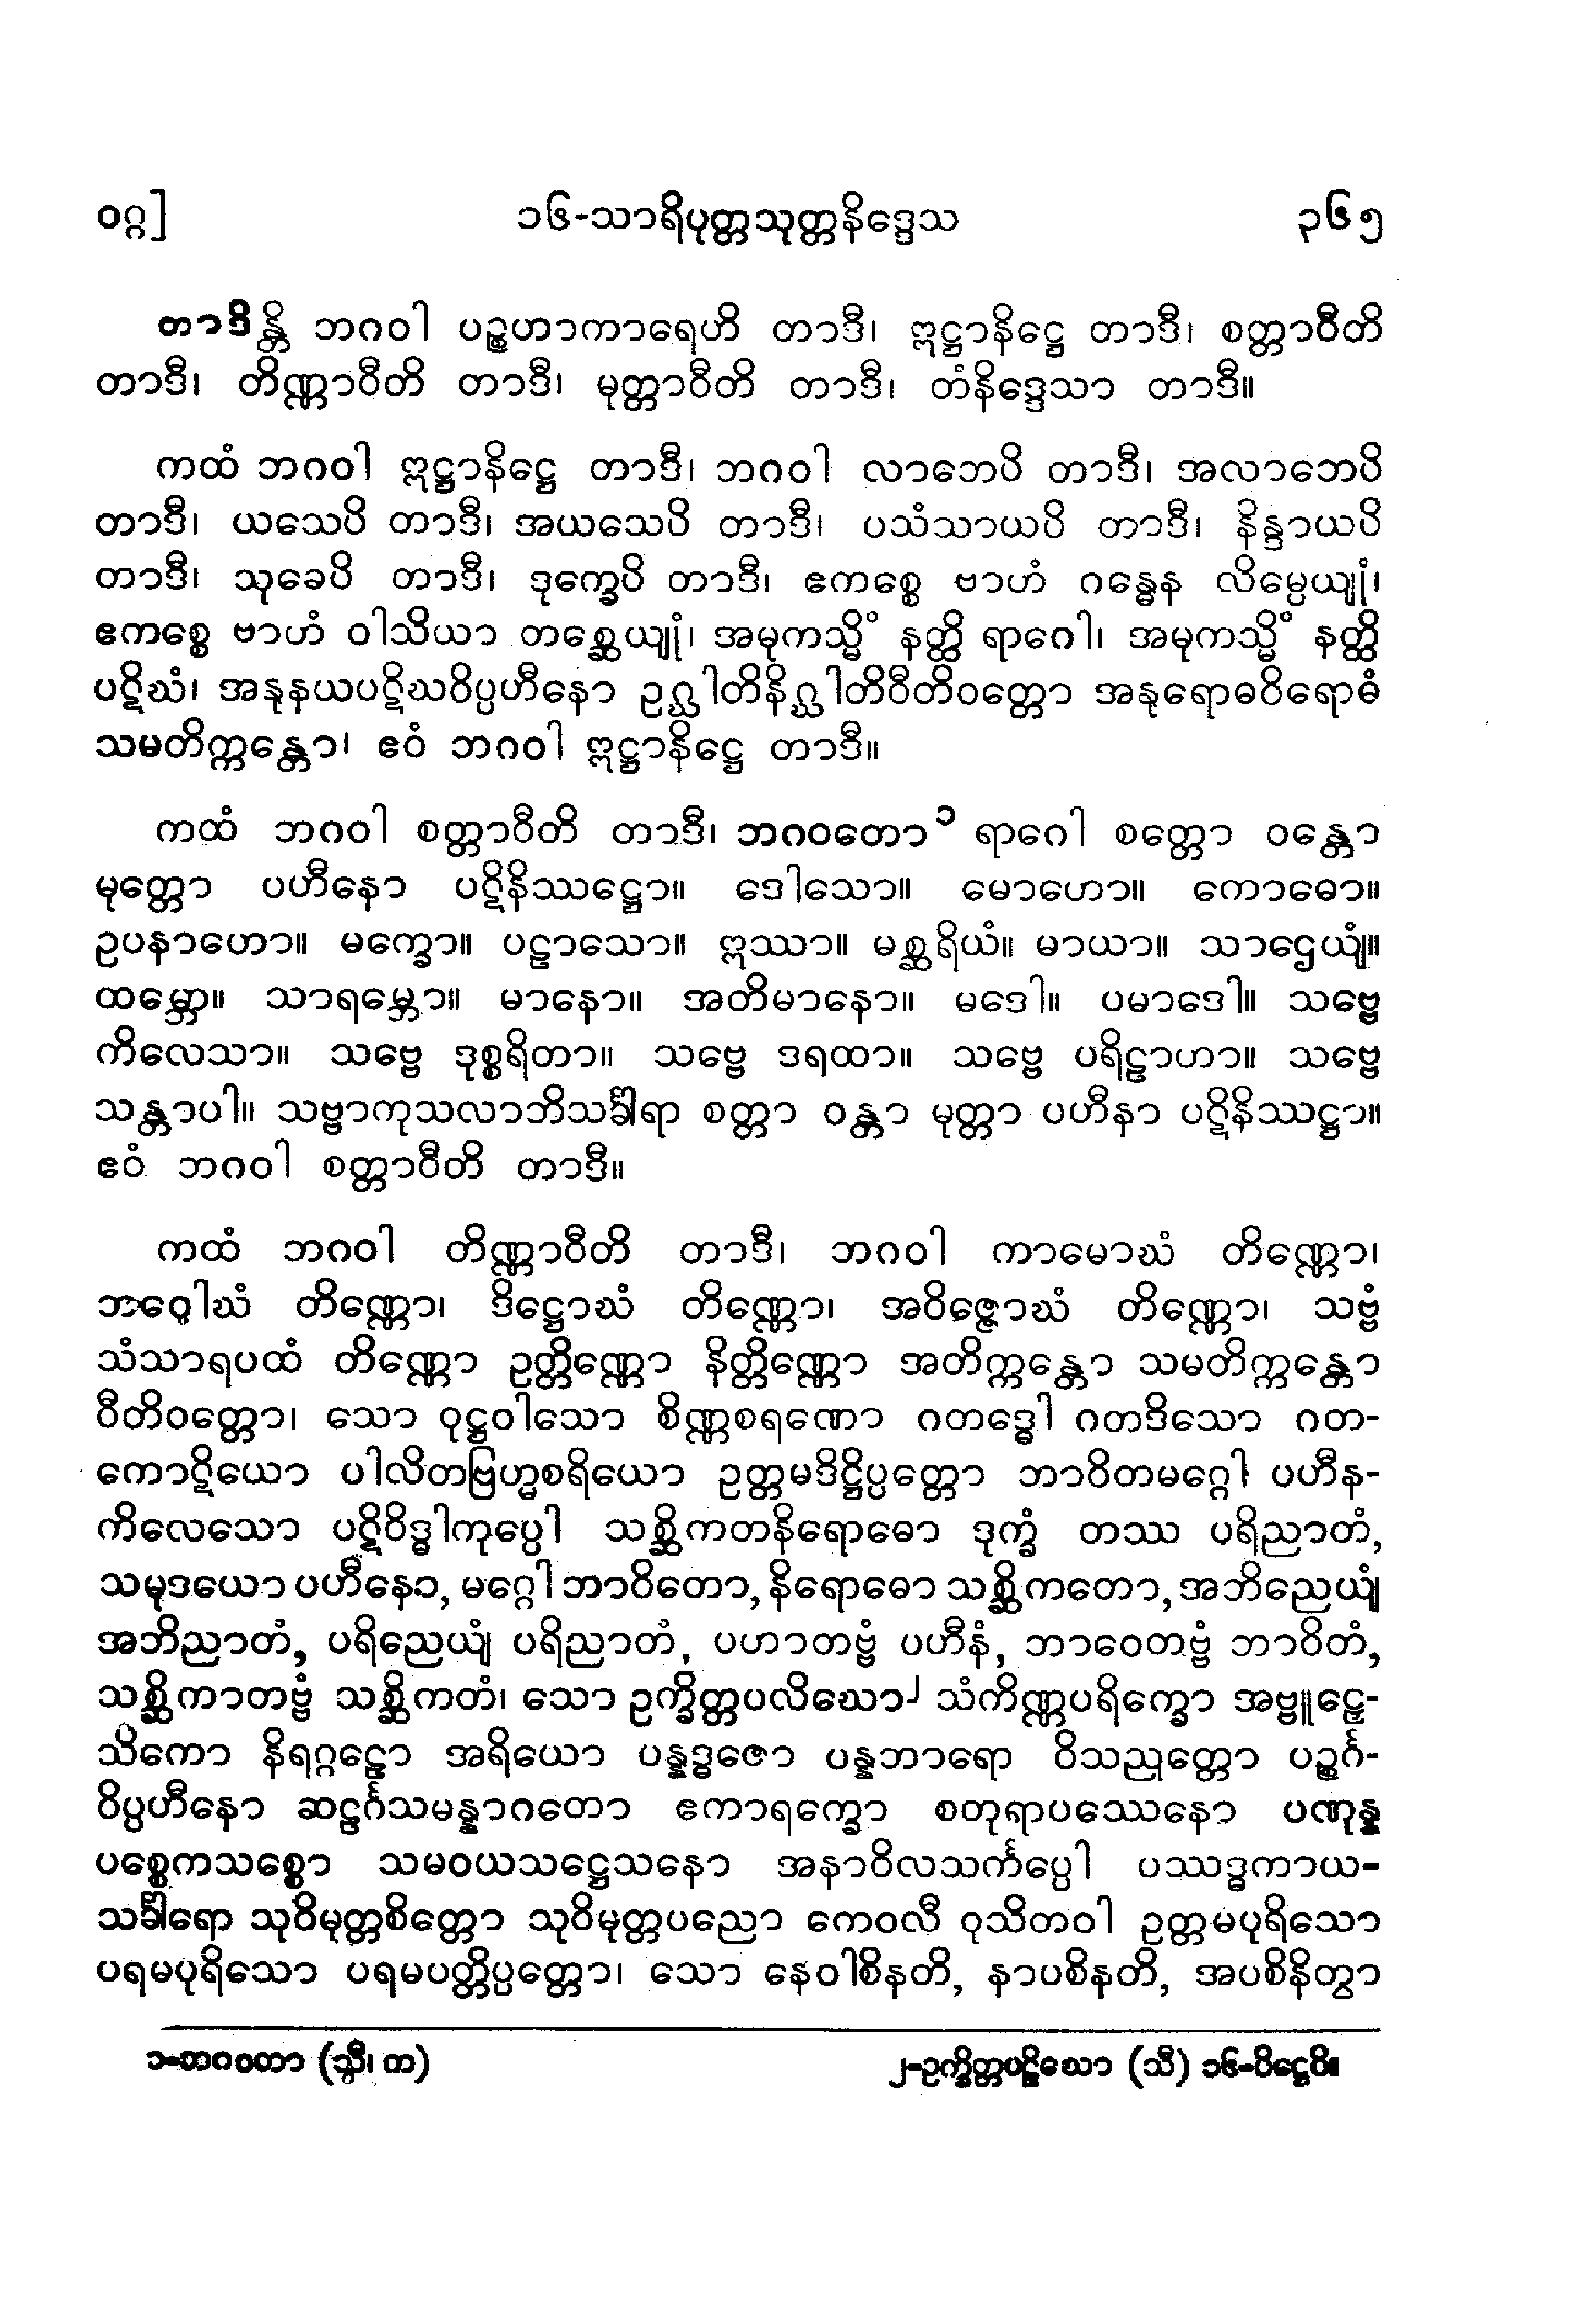 ဝဂ္ဂ] ၁၆-သာရိပုတ္တသုတ္တနိဒ္ဒေသ ၃၆၅
တာဒိန္တိ ဘဂဝါ ပဉ္စဟာကာရေဟိ တာဒီ၊ ဣဋ္ဌာနိဋ္ဌေ တာဒီ၊ စတ္တာဝီတိ
တာဒီ၊ တိဏ္ဏာဝီတိ တာဒီ၊ မုတ္တာဝီတိ တာဒီ၊ တံနိဒ္ဒေသာ တာဒီ။
ကထံ ဘဂဝါ ဣဋ္ဌာနိဋ္ဌေ တာဒီ၊ ဘဂဝါ လာဘေပိ တာဒီ၊ အလာဘေပိ
တာဒီ၊ ယသေပိ တာဒီ၊ အယသေပိ တာဒီ၊ ပသံသာယပိ တာဒီ၊ နိန္ဒာယပိ
တာဒီ၊ သုခေပိ တာဒီ၊ ဒုက္ခေပိ တာဒီ၊ ဧကစ္စေ ဗာဟံ ဂန္ဓေန လိမ္ပေယျုံ၊
ဧကစ္စေ ဗာဟံ ဝါသိယာ တစ္ဆေယျုံ၊ အမုကသ္မိံ နတ္ထိ ရာဂေါ၊ အမုကသ္မိံ နတ္ထိ
ပဋိဃံ၊ အနုနယပဋိဃဝိပ္ပဟီနော ဥဂ္ဃါတိနိဂ္ဃါတိဝီတိဝတ္တော အနုရောဓဝိရောဓံ
သမတိက္ကန္တော၊ ဧဝံ ဘဂဝါ ဣဋ္ဌာနိဋ္ဌေ တာဒီ။
ကထံ ဘဂဝါ စတ္တာဝီတိ တာဒီ၊ ဘဂဝတော၁ ရာဂေါ စတ္တော ဝန္တော
မုတ္တော ပဟီနော ပဋိနိဿဋ္ဌော။ ဒေါသော။ မောဟော။ ကောဓော။
ဥပနာဟော။ မက္ခော။ ပဠာသော။ ဣဿာ။ မစ္ဆရိယံ။ မာယာ။ သာဌေယျံ။
ထမ္ဘော။ သာရမ္ဘော။ မာနော။ အတိမာနော။ မဒေါ။ ပမာဒေါ။ သဗ္ဗေ
ကိလေသာ။ သဗ္ဗေ ဒုစ္စရိတာ။ သဗ္ဗေ ဒရထာ။ သဗ္ဗေ ပရိဠာဟာ။ သဗ္ဗေ
သန္တာပါ။ သဗ္ဗာကုသလာဘိသင်္ခါရာ စတ္တာ ဝန္တာ မုတ္တာ ပဟီနာ ပဋိနိဿဋ္ဌာ။
ဧဝံ ဘဂဝါ စတ္တာဝီတိ တာဒီ။
ကထံ ဘဂဝါ တိဏ္ဏာဝီတိ တာဒီ၊ ဘဂဝါ ကာမောဃံ တိဏ္ဏော၊
ဘဝေါဃံ တိဏ္ဏော၊ ဒိဋ္ဌောဃံ တိဏ္ဏော၊ အဝိဇ္ဇောဃံ တိဏ္ဏော၊ သဗ္ဗံ
သံသာရပထံ တိဏ္ဏော ဥတ္တိဏ္ဏော နိတ္တိဏ္ဏော အတိက္ကန္တော သမတိက္ကန္တော
ဝီတိဝတ္တော၊ သော ဝုဋ္ဌဝါသော စိဏ္ဏစရဏော ဂတဒ္ဓေါ ဂတဒိသော ဂတ-
ကောဋိယော ပါလိတဗြဟ္မစရိယော ဥတ္တမဒိဋ္ဌိပ္ပတ္တော ဘာဝိတမဂ္ဂေါ ပဟီန-
ကိလေသော ပဋိဝိဒ္ဓါကုပ္ပေါ သစ္ဆိကတနိရောဓော ဒုက္ခံ တဿ ပရိညာတံ,
သမုဒယော ပဟီနော, မဂ္ဂေါ ဘာဝိတော, နိရောဓော သစ္ဆိကတော, အဘိညေယျံ
အဘိညာတံ, ပရိညေယျံ ပရိညာတံ, ပဟာတဗ္ဗံ ပဟီနံ, ဘာဝေတဗ္ဗံ ဘာဝိတံ,
သစ္ဆိကာတဗ္ဗံ သစ္ဆိကတံ၊ သော ဥက္ခိတ္တပလိဃော၂ သံကိဏ္ဏပရိက္ခော အဗ္ဗူဠှေ-
သိကော နိရဂ္ဂဠော အရိယော ပန္နဒ္ဓဇော ပန္နဘာရော ဝိသညုတ္တော ပဉ္စင်္ဂ-
ဝိပ္ပဟီနော ဆဠင်္ဂသမန္နာဂတော ဧကာရက္ခော စတုရာပဿေနော ပဏုန္န
ပစ္စေကသစ္စော သမဝယသဋ္ဌေသနော အနာဝိလသင်္ကပ္ပေါ ပဿဒ္ဓကာယ-
သင်္ခါရော သုဝိမုတ္တစိတ္တော သုဝိမုတ္တပညော ကေဝလီ ဝုသိတဝါ ဥတ္တမပုရိသော
ပရမပုရိသော ပရမပတ္တိပ္ပတ္တော၊ သော နေဝါစိနတိ, နာပစိနတိ, အပစိနိတွာ
၁-ဘဂဝတာ (သျှီ၊ က) ၂-ဥက္ခိတ္တပဠိဃော (သီ) ၁၆-ပိဋ္ဌေပိ။